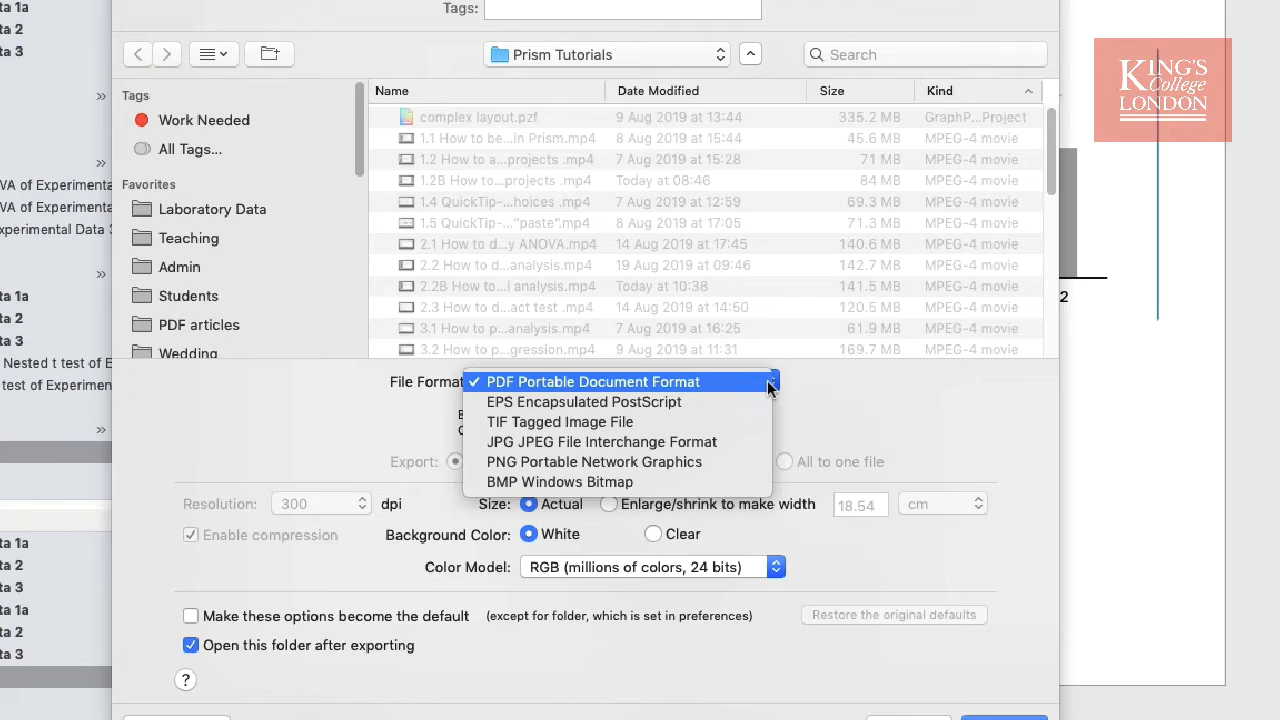 ta 1a
ta 2
ta 3
»
»
VA of Experimenta
VA of Experimenta
xperimental Data 3
»
ta 1a
ta 2
ta 3
Nested t test of E
test of Experimenta
»
ta 1a
ta 2
ta 3
ta 1a
ta 2
ta 3
Tags:
Prism Tutorials
Search
Tags
Work Needed
All Tags...
Favorites
Laboratory Data
Teaching
Admin
Students
PDF articles
Wedding
Name Date Modified Size Kind
complex layout.pzf 9 Aug 2019 at 13:44 335.2 MB GraphP...Project
1.1 How to be...in Prism.mp4 8 Aug 2019 at 15:44 45.6 MB MPEG-4 movie
1.2 How to a...projects .mp4 7 Aug 2019 at 15:28 71 MB MPEG-4 movie
1.2B How to...projects .mp4 Today at 08:46 84 MB MPEG-4 movie
1.4 QuickTip-...hoices .mp4 7 Aug 2019 at 12:59 69.3 MB MPEG-4 movie
1.5 QuickTip-..."paste".mp4 8 Aug 2019 at 17:05 71.3 MB MPEG-4 movie
2.1 How to d...y ANOVA.mp4 14 Aug 2019 at 17:45 140.6 MB MPEG-4 movie
2.2 How to d...analysis.mp4 19 Aug 2019 at 09:46 142.7 MB MPEG-4 movie
2.2B How to...l analysis.mp4 Today at 10:38 141.5 MB MPEG-4 movie
2.3 How to d...act test .mp4 14 Aug 2019 at 14:50 120.5 MB MPEG-4 movie
3.1 How to p...analysis.mp4 7 Aug 2019 at 16:25 61.9 MB MPEG-4 movie
3.2 How to p...gression.mp4 9 Aug 2019 at 11:31 169.7 MB MPEG-4 movie
File Format
PDF Portable Document Format
EPS Encapsulated PostScript
TIF Tagged Image File
JPG JPEG File Interchange Format
PNG Portable Network Graphics
BMP Windows Bitmap
Export: All to one file
Resolution: 300 dpi Size: Actual Enlarge/shrink to make width 18.54 cm
Enable compression Background Color: White Clear
Color Model: RGB (millions of colors, 24 bits)
Make these options become the default (except for folder, which is set in preferences) Restore the original defaults
Open this folder after exporting
?
KING'S
College
LONDON
2